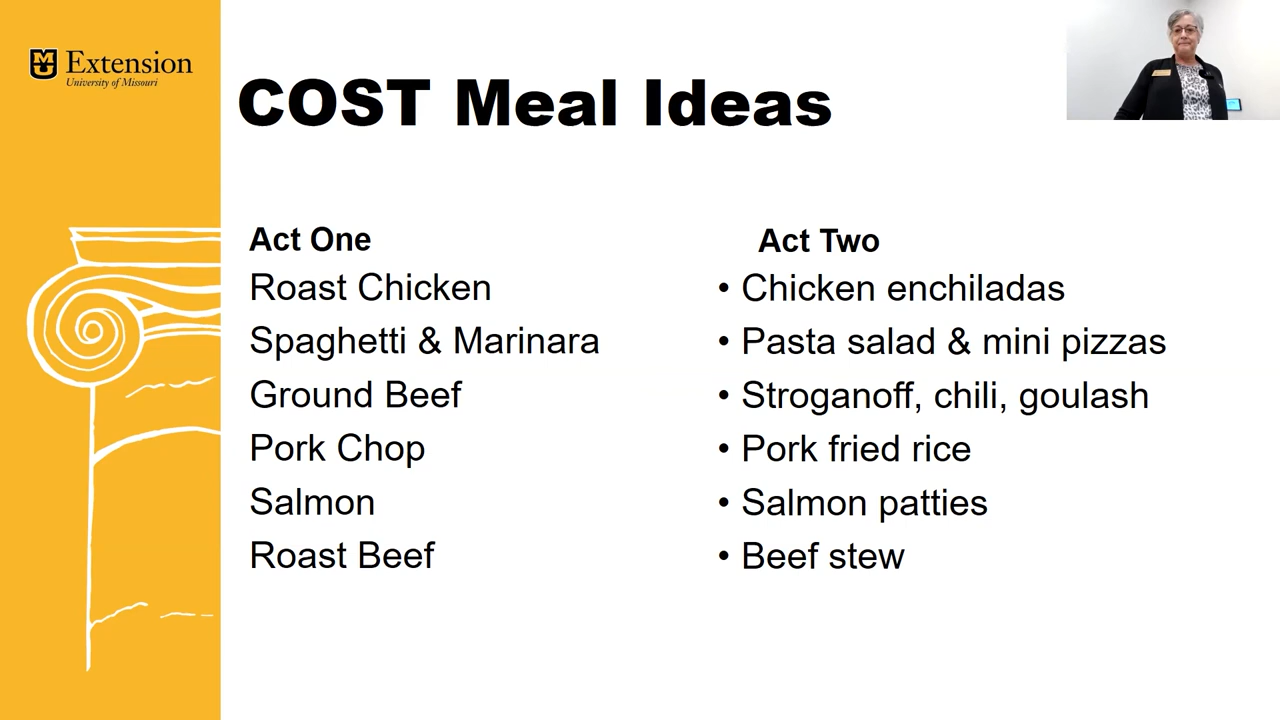 MU Extension
University of Missouri
COST Meal Ideas
Act One
Roast Chicken
Spaghetti & Marinara
Ground Beef
Pork Chop
Salmon
Roast Beef
Act Two
• Chicken enchiladas
• Pasta salad & mini pizzas
• Stroganoff, chili, goulash
• Pork fried rice
• Salmon patties
• Beef stew